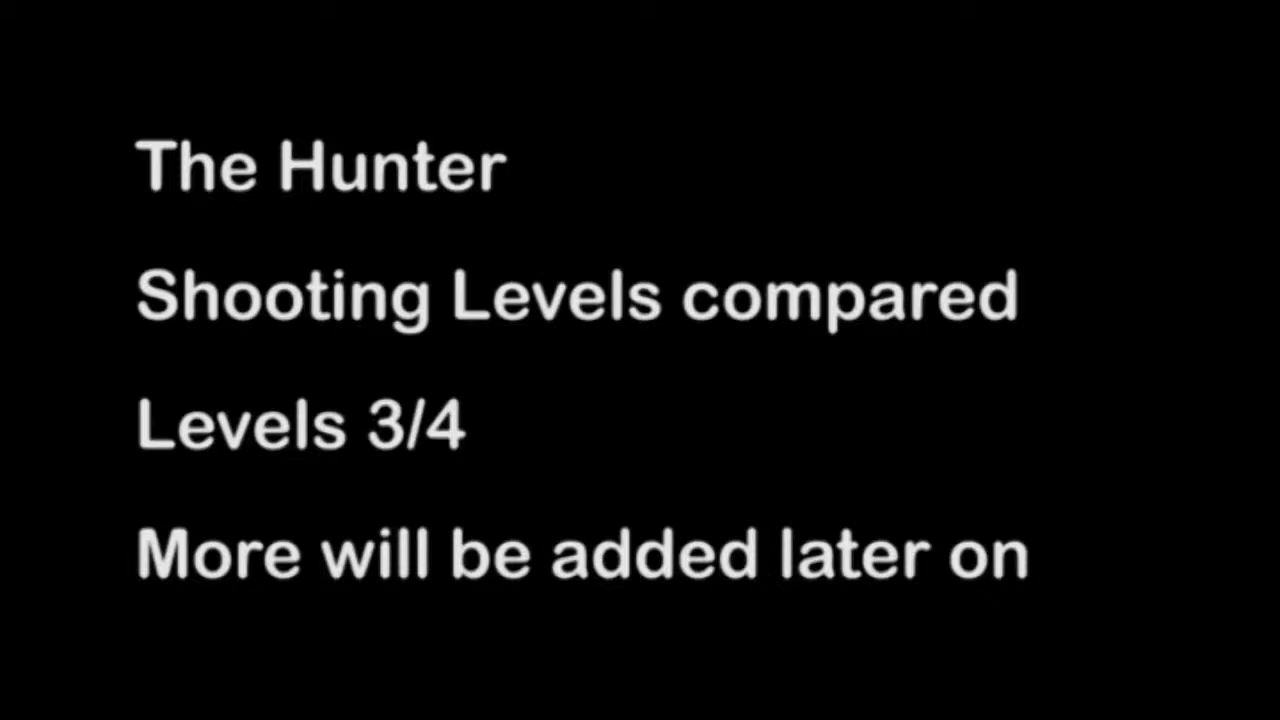 The Hunter
Shooting Levels compared
Levels 3/4
More will be added later on